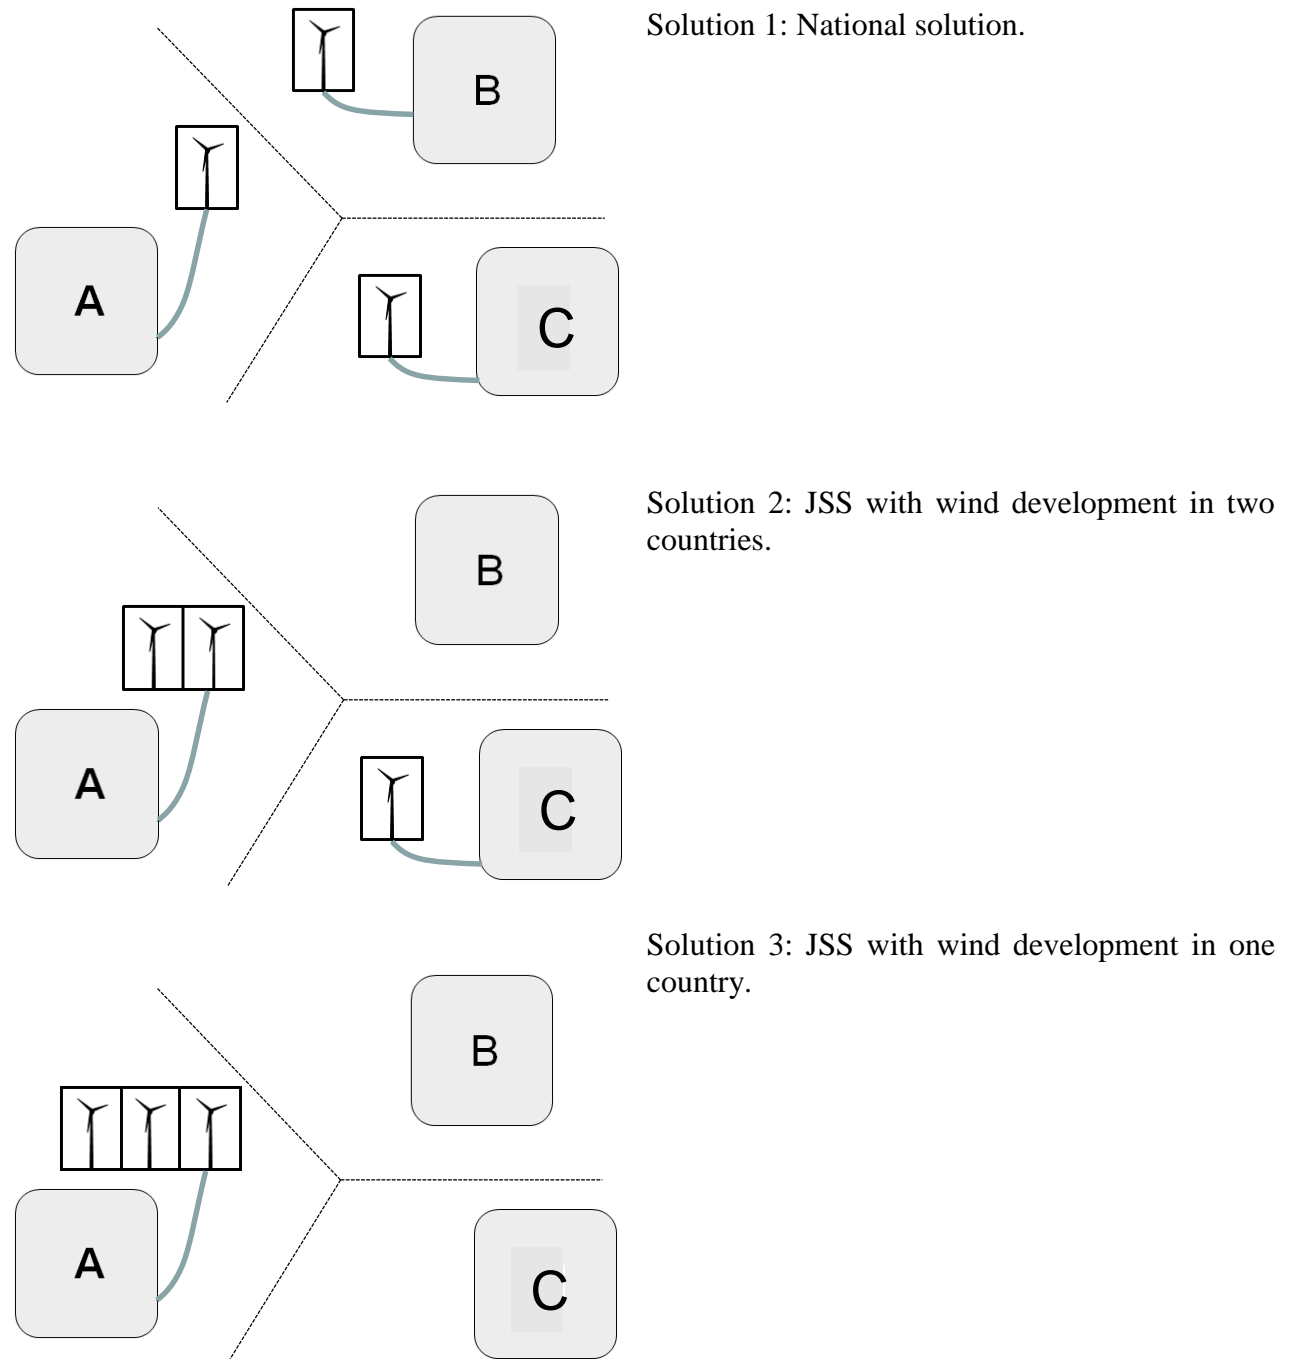 Solution 1: National solution.
B
A
C
Solution 2: JSS with wind development in two
countries.
B
A
C
Solution 3: JSS with wind development in one
country.
B
A
C